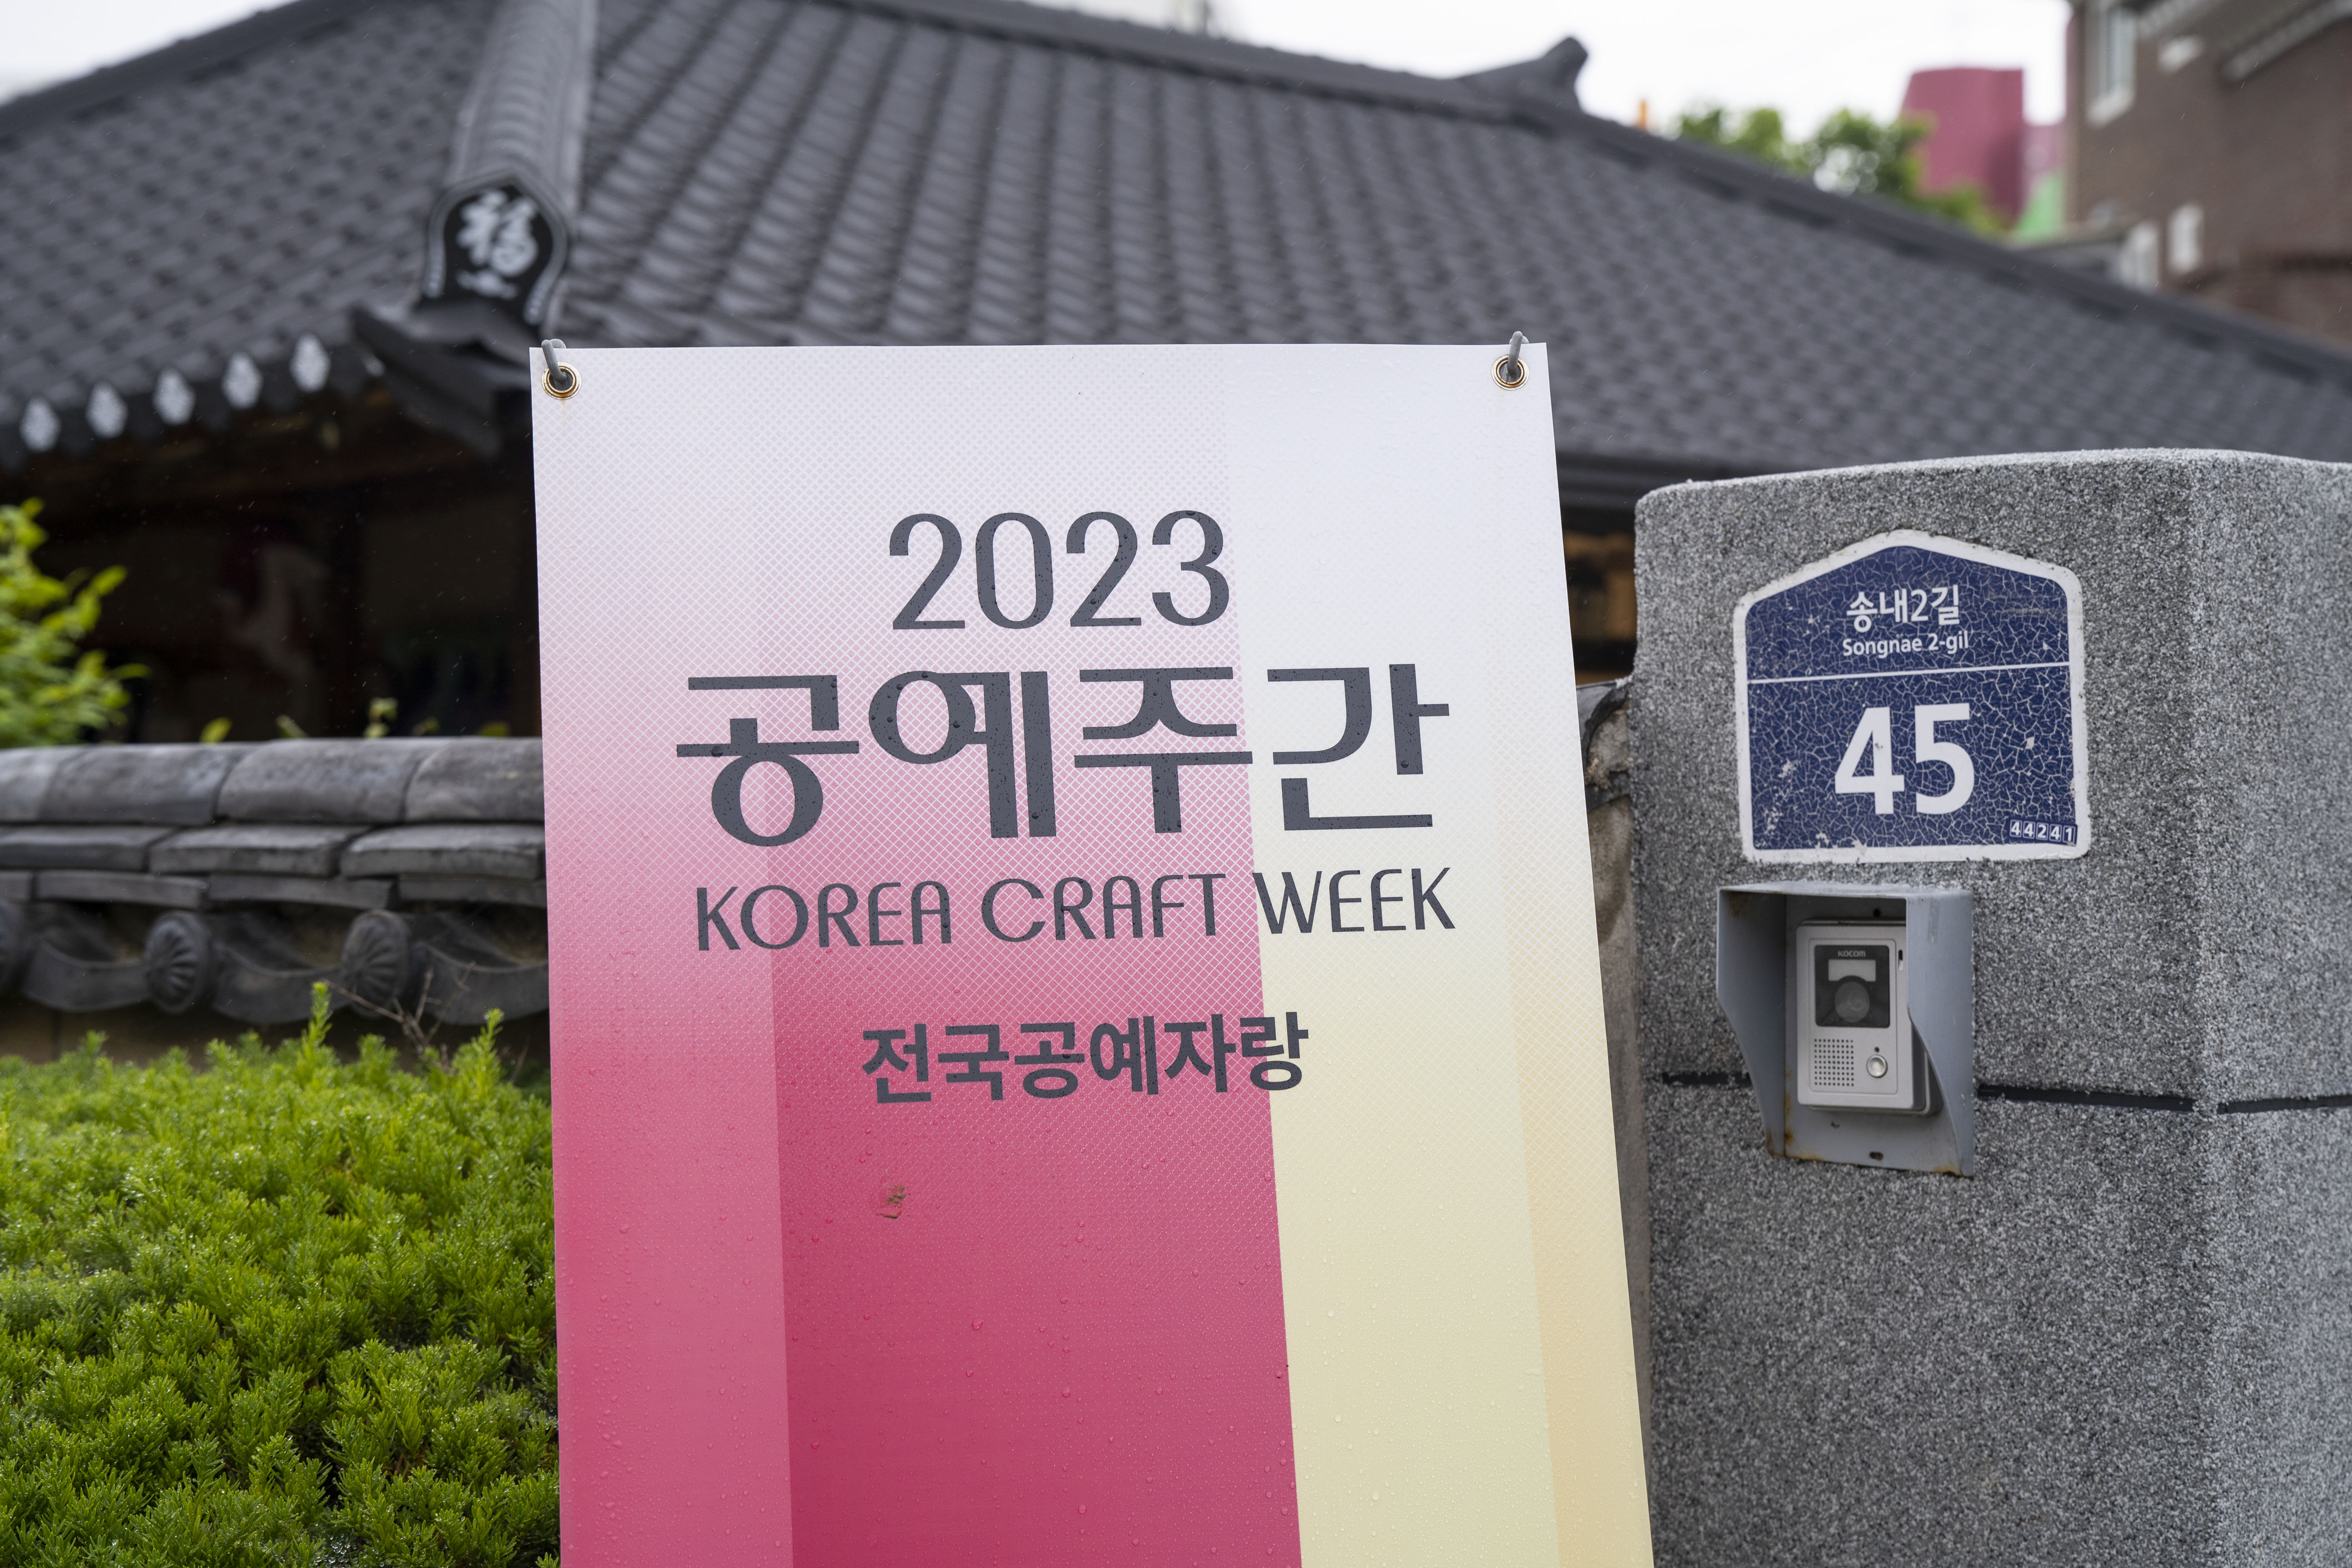 福
2023
공예주간
KOREA CRAFT WEEK
전국공예자랑
송내2길
Songnae 2-gil
45
44241
KOCOM